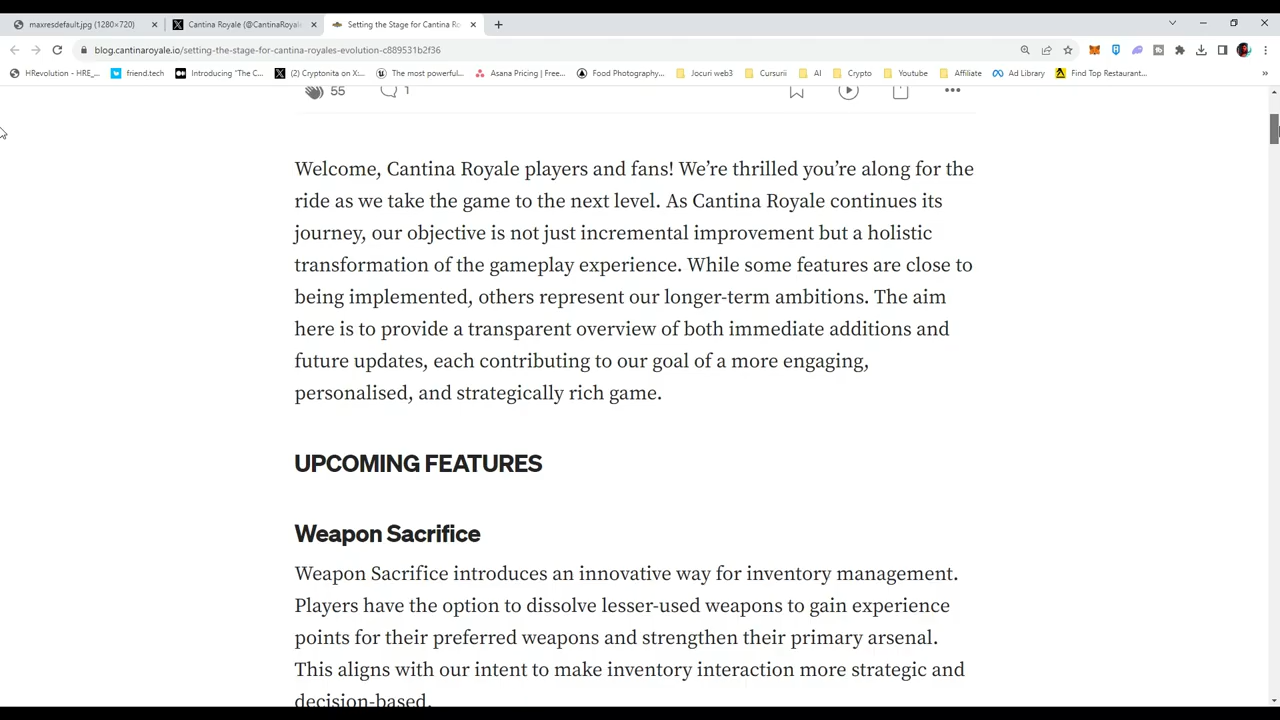 maxresdefault.jpg (1280×720)
Cantina Royale (@CantinaRoyale
Setting the Stage for Cantina Ro
blog.cantinaroyale.io/setting-the-stage-for-cantina-royales-evolution-c889531b2f36
HRevolution - HRE_...
friend.tech
Introducing "The C...
(2) Cryptonita on Xi...
The most powerful...
Asana Pricing | Free...
Food Photography...
Jocuri web3
Cursurii
AI
Crypto
Youtube
Affiliate
Ad Library
Find Top Restaurant...
»
55
1
Welcome, Cantina Royale players and fans! We’re thrilled you’re along for the
ride as we take the game to the next level. As Cantina Royale continues its
journey, our objective is not just incremental improvement but a holistic
transformation of the gameplay experience. While some features are close to
being implemented, others represent our longer-term ambitions. The aim
here is to provide a transparent overview of both immediate additions and
future updates, each contributing to our goal of a more engaging,
personalised, and strategically rich game.
UPCOMING FEATURES
Weapon Sacrifice
Weapon Sacrifice introduces an innovative way for inventory management.
Players have the option to dissolve lesser-used weapons to gain experience
points for their preferred weapons and strengthen their primary arsenal.
This aligns with our intent to make inventory interaction more strategic and
decision-based.